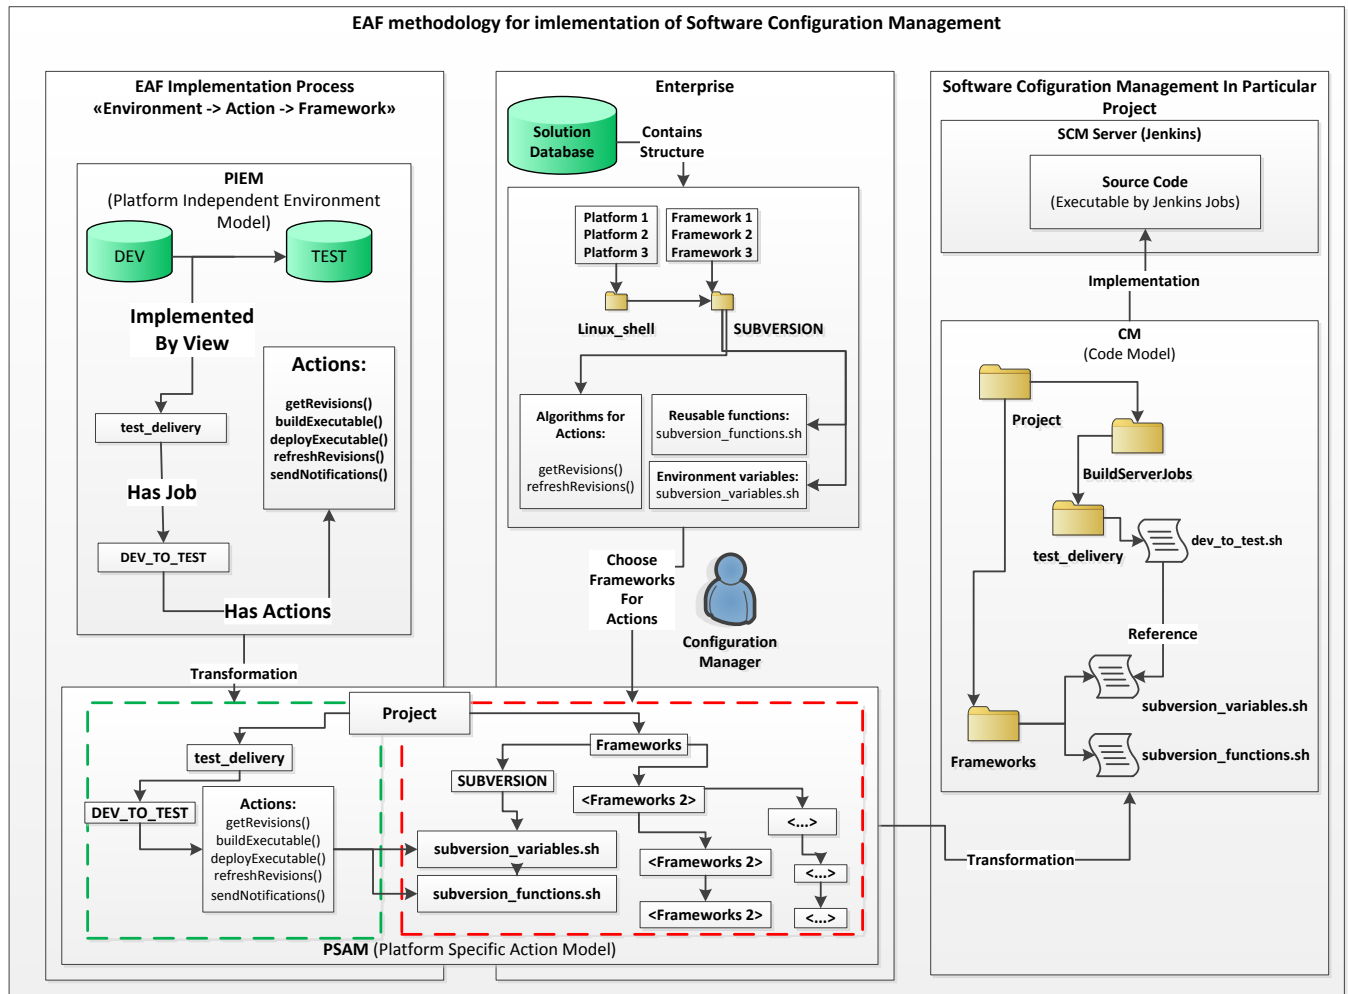 EAF methodology for imlementation of Software Configuration Management
EAF Implementation Process
«Environment -> Action -> Framework»
PIEM
(Platform Independent Environment
Model)
DEV
TEST
Implemented
By View
test_delivery
Has Job
DEV_TO_TEST
Has Actions
Actions:
getRevisions()
buildExecutable()
deployExecutable()
refreshRevisions()
sendNotifications()
Transformation
Enterprise
Solution
Database
Contains
Structure
Platform 1
Platform 2
Platform 3
Framework 1
Framework 2
Framework 3
Linux_shell
SUBVERSION
Algorithms for
Actions:
getRevisions()
refreshRevisions()
Reusable functions:
subversion_functions.sh
Environment variables:
subversion_variables.sh
Choose
Frameworks
For
Actions
Configuration
Manager
Project
test_delivery
DEV_TO_TEST
Actions:
getRevisions()
buildExecutable()
deployExecutable()
refreshRevisions()
sendNotifications()
Frameworks
SUBVERSION
subversion_variables.sh
subversion_functions.sh
<Frameworks 2>
<Frameworks 2>
<Frameworks 2>
<...>
<...>
<...>
PSAM (Platform Specific Action Model)
Transformation
Software Cofiguration Management In Particular
Project
SCM Server (Jenkins)
Source Code
(Executable by Jenkins Jobs)
Implementation
CM
(Code Model)
Project
BuildServerJobs
test_delivery
dev_to_test.sh
Reference
subversion_variables.sh
Frameworks
subversion_functions.sh